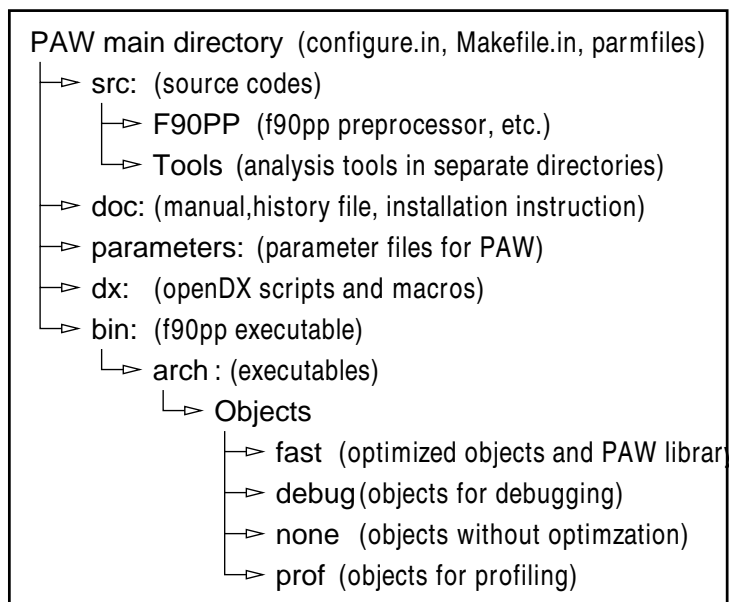 PAW main directory (configure.in, Makefile.in, parmfiles)
src: (source codes)
F90PP (f90pp preprocessor, etc.)
Tools (analysis tools in separate directories)
doc: (manual,history file, installation instruction)
parameters: (parameter files for PAW)
dx: (openDX scripts and macros)
bin: (f90pp executable)
arch : (executables)
Objects
fast (optimized objects and PAW library
debug (objects for debugging)
none (objects without optimzation)
prof (objects for profiling)